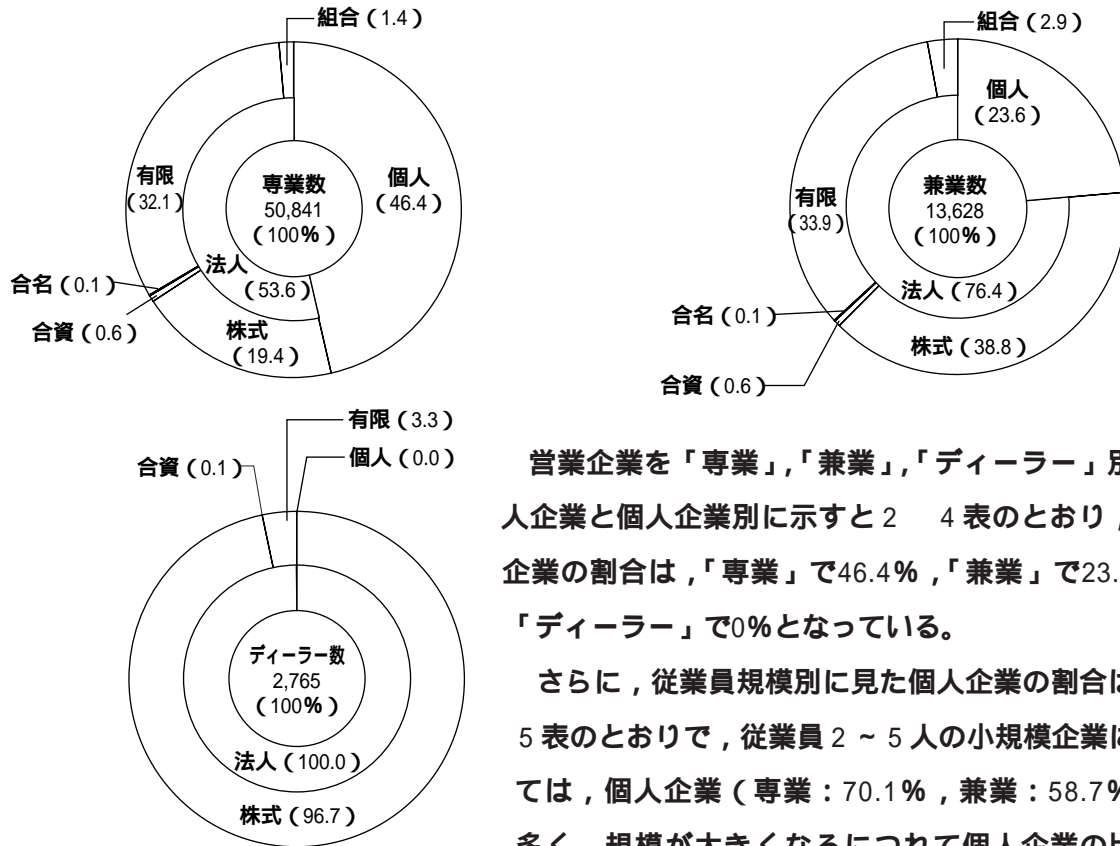 組合（1.4）
有限
（32.1）
専業数
50,841
（100％）
個人
（46.4）
法人
（53.6）
合名（0.1）
合資（0.6）
株式
（19.4）
組合（2.9）
個人
（23.6）
有限
（33.9）
兼業数
13,628
（100％）
法人（76.4）
合名（0.1）
株式（38.8）
合資（0.6）
有限（3.3）
合資（0.1）
個人（0.0）
ディーラー数
2,765
（100％）
法人（100.0）
株式（96.7）
営業企業を「専業」，「兼業」，「ディーラー」別
人企業と個人企業別に示すと2　4表のとおり，
企業の割合は，「専業」で46.4％，「兼業」で23.
「ディーラー」で0％となっている。
さらに，従業員規模別に見た個人企業の割合は
5表のとおりで，従業員2～5人の小規模企業に
ては，個人企業（専業：70.1％，兼業：58.7％
多く，規模が大きくなるにつれて個人企業の比